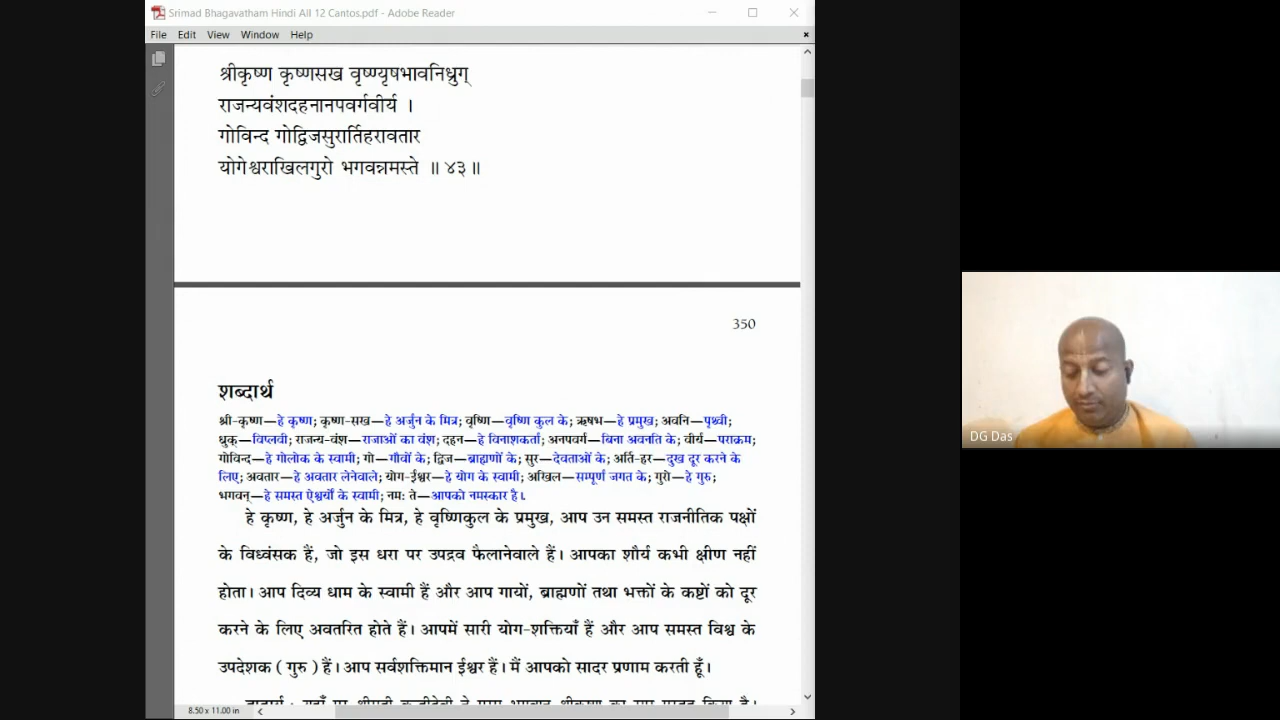 Srimad Bhagavatham Hindi All 12 Cantos.pdf - Adobe Reader
File Edit View Window Help
श्रीकृष्ण कृष्णसख वृष्ण्यृषभावनिध्रुग्
राजन्यवंशदहनानपवर्गवीर्य ।
गोविन्द गोद्विजसुरार्तिहरावतार
योगेश्वराखिलगुरो भगवन्नमस्ते ॥ ४३ ॥
350
शब्दार्थ
श्री-कृष्ण—हे कृष्ण; कृष्ण-सख—हे अर्जुन के मित्र; वृष्णि—वृष्णि कुल के; ऋषभ—हे प्रमुख; अवनि—पृथ्वी;
ध्रुक्—विप्लवी; राजन्य-वंश—राजाओं का वंश; दहन—हे विनाशकर्ता; अनपवर्ग—बिना अवनति के; वीर्य—पराक्रम;
गोविन्द—हे गोलोक के स्वामी; गो—गौवों के; द्विज—ब्राह्मणों के; सुर—देवताओं के; अर्ति-हर—दुख दूर करने के
लिए; अवतार—हे अवतार लेनेवाले; योग-ईश्वर—हे योग के स्वामी; अखिल—सम्पूर्ण जगत के; गुरो—हे गुरु;
भगवन्—हे समस्त ऐश्वर्यों के स्वामी; नमः ते—आपको नमस्कार है।
हे कृष्ण, हे अर्जुन के मित्र, हे वृष्णिकुल के प्रमुख, आप उन समस्त राजनीतिक पक्षों
के विध्वंसक हैं, जो इस धरा पर उपद्रव फैलानेवाले हैं। आपका शौर्य कभी क्षीण नहीं
होता। आप दिव्य धाम के स्वामी हैं और आप गायों, ब्राह्मणों तथा भक्तों के कष्टों को दूर
करने के लिए अवतरित होते हैं। आपमें सारी योग-शक्तियाँ हैं और आप समस्त विश्व के
उपदेशक ( गुरु ) हैं। आप सर्वशक्तिमान ईश्वर हैं। मैं आपको सादर प्रणाम करती हूँ।
8.50 x 11.00 in
DG Das